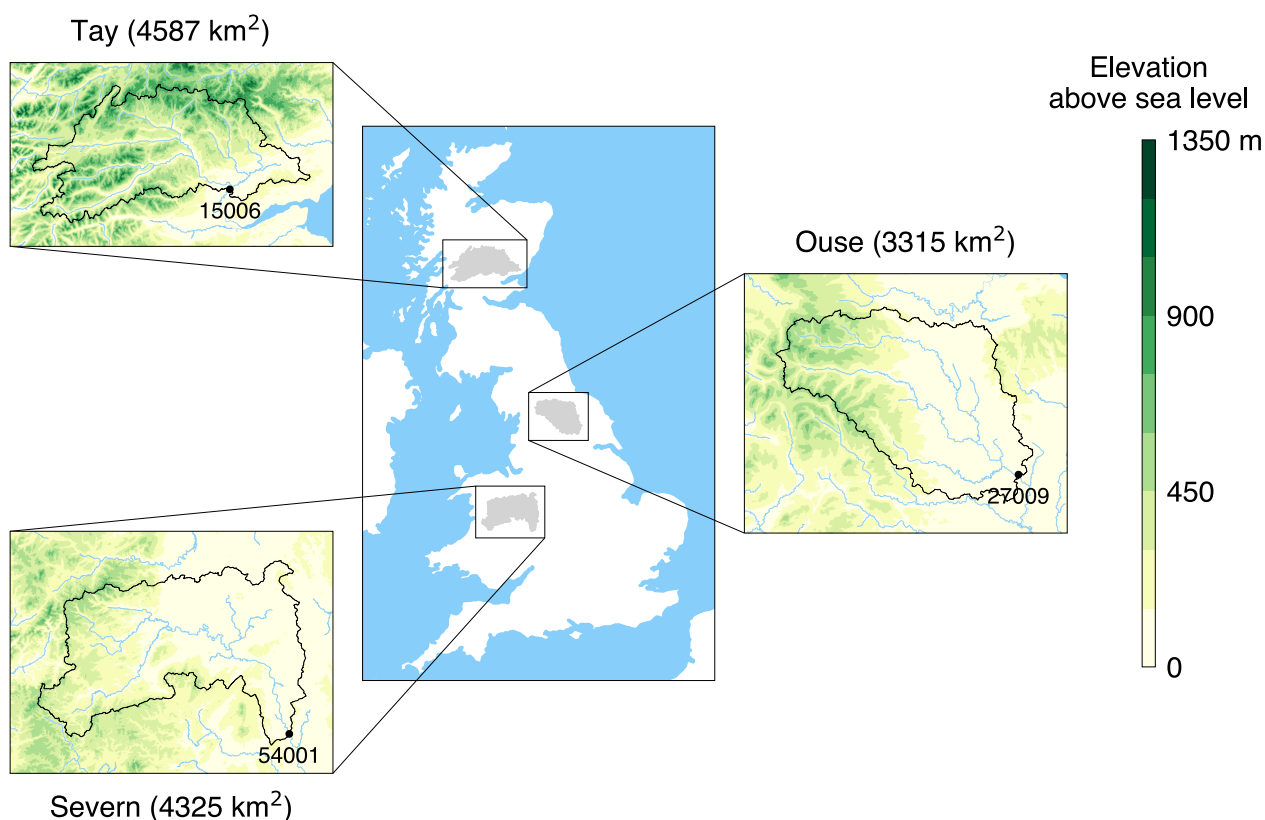 Tay (4587 km²)
15006
Elevation
above sea level
1350 m
900
450
0
Ouse (3315 km²)
27009
54001
Severn (4325 km²)